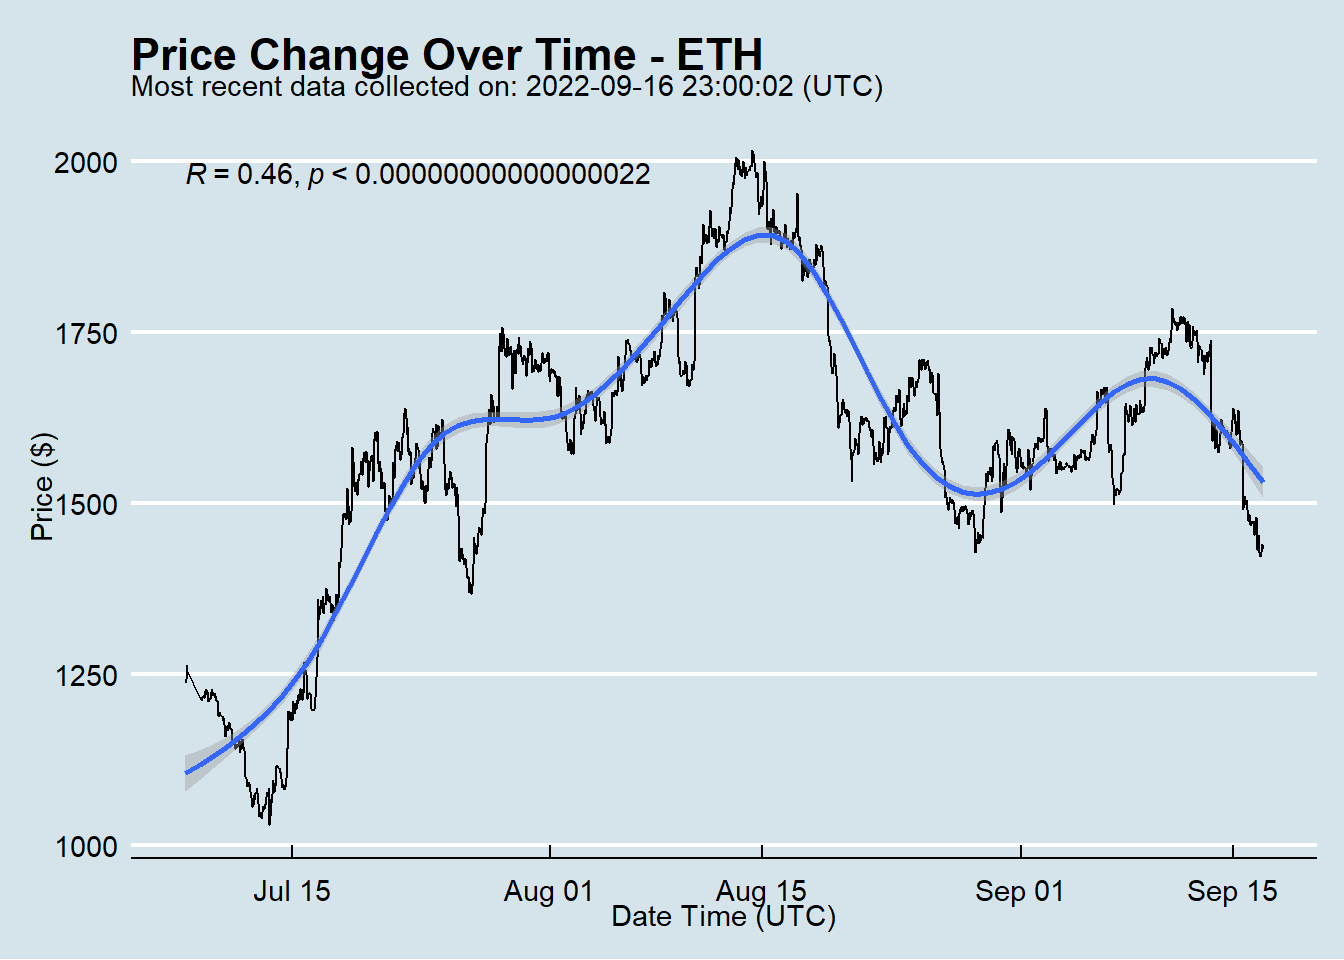 Price Change Over Time - ETH
Most recent data collected on: 2022-09-16 23:00:02 (UTC)
R = 0.46, p < 0.00000000000000022
2000
1750
1500
1250
1000
Price ($)
Jul 15
Aug 01
Aug 15
Sep 01
Sep 15
Date Time (UTC)